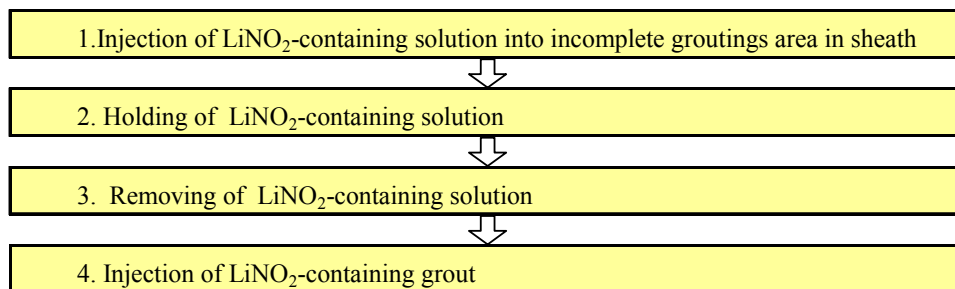 1.Injection of LiNO₂-containing solution into incomplete groutings area in sheath
2. Holding of LiNO₂-containing solution
3. Removing of LiNO₂-containing solution
4. Injection of LiNO₂-containing grout